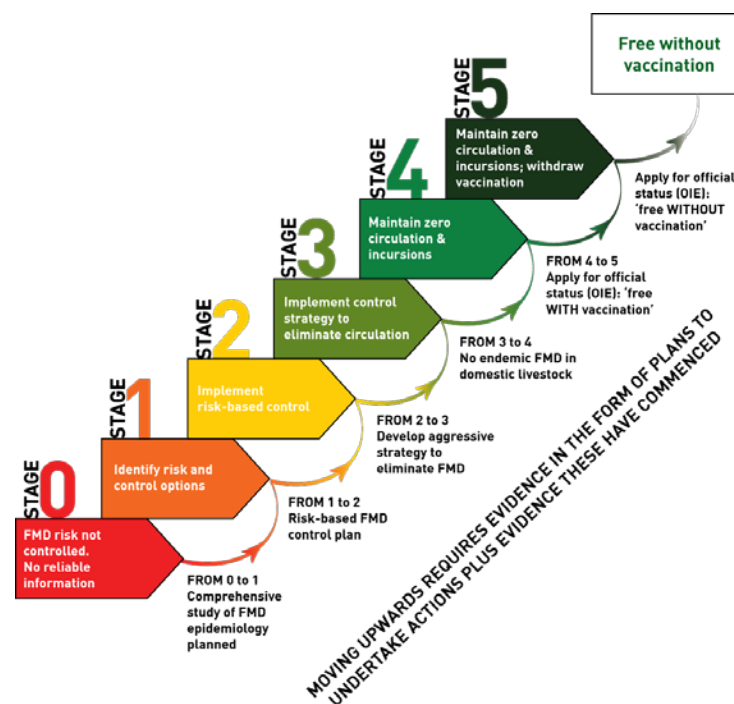 Free without
vaccination
STAGE
5
Maintain zero
circulation &
incursions; withdraw
vaccination
Apply for official
status (OIE):
‘free WITHOUT
vaccination’
STAGE
4
Maintain zero
circulation &
incursions
FROM 4 to 5
Apply for official
status (OIE): ‘free
WITH vaccination’
STAGE
3
Implement control
strategy to
eliminate circulation
FROM 3 to 4
No endemic FMD in
domestic livestock
STAGE
2
Implement
risk-based control
FROM 2 to 3
Develop aggressive
strategy to
eliminate FMD
STAGE
1
Identify risk and
control options
FROM 1 to 2
Risk-based FMD
control plan
STAGE
0
FMD risk not
controlled.
No reliable
information
FROM 0 to 1
Comprehensive
study of FMD
epidemiology
planned
MOVING UPWARDS REQUIRES EVIDENCE IN THE FORM OF PLANS TO
UNDERTAKE ACTIONS PLUS EVIDENCE THESE HAVE COMMENCED